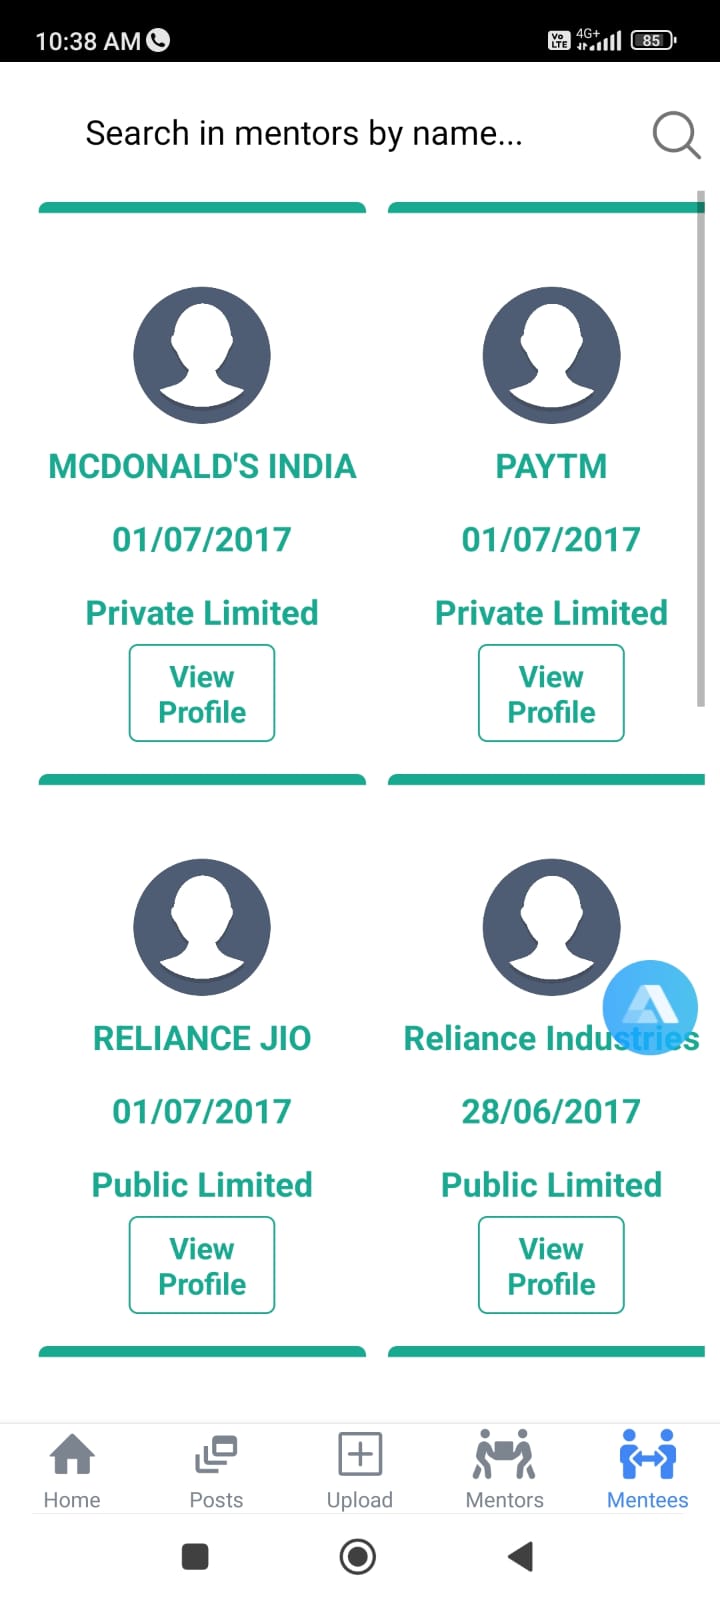 10:38 AM
Vo LTE 4G+ 85
Search in mentors by name...
MCDONALD'S INDIA
01/07/2017
Private Limited
View
Profile
PAYTM
01/07/2017
Private Limited
View
Profile
RELIANCE JIO
01/07/2017
Public Limited
View
Profile
Reliance Industries
28/06/2017
Public Limited
View
Profile
Home
Posts
Upload
Mentors
Mentees